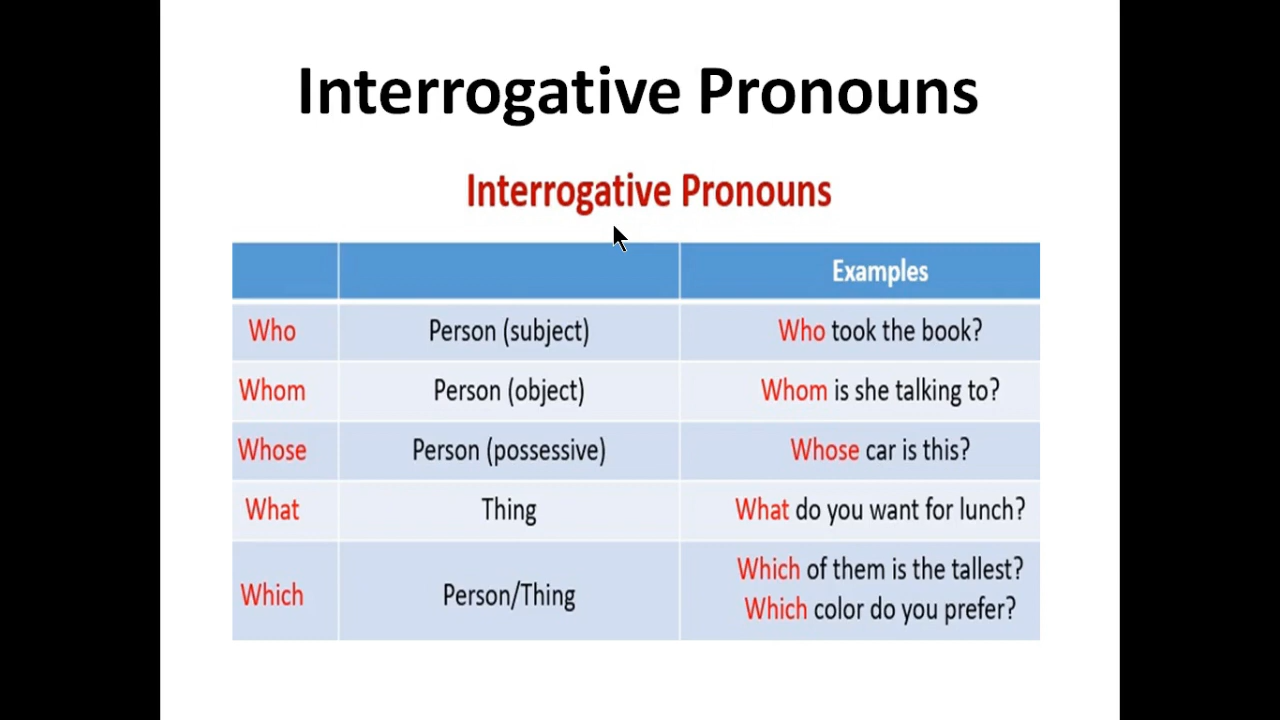 Interrogative Pronouns
Interrogative Pronouns
Examples
Who Person (subject) Who took the book?
Whom Person (object) Whom is she talking to?
Whose Person (possessive) Whose car is this?
What Thing What do you want for lunch?
Which Person/Thing Which of them is the tallest?
Which color do you prefer?